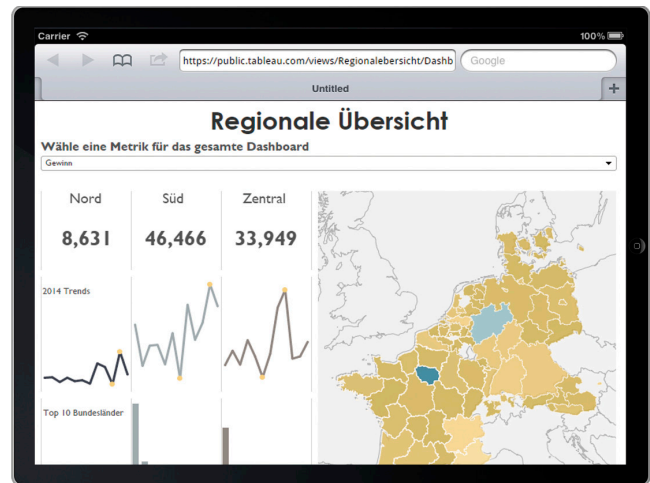 Carrier
100%
https://public.tableau.com/views/Regionalebersicht/Dashb
Google
Untitled
+
Regionale Übersicht
Wähle eine Metrik für das gesamte Dashboard
Gewinn
Nord Süd Zentral
8,631 46,466 33,949
2014 Trends
Top 10 Bundesländer